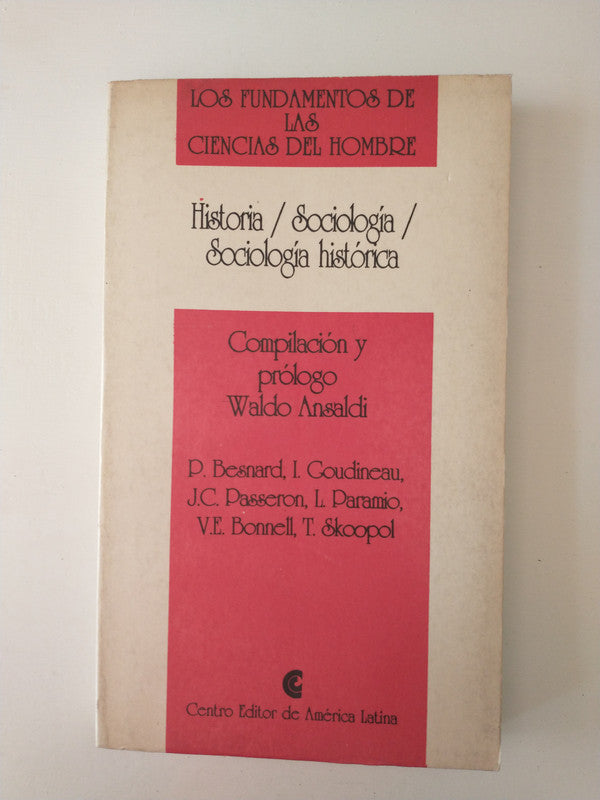 LOS FUNDAMENTOS DE
LAS
CIENCIAS DEL HOMBRE
Historia / Sociología /
Sociología histórica
Compilación y
prólogo
Waldo Ansaldi
P. Besnard, I. Goudineau,
J.C. Passeron, L. Paramio,
V.E. Bonnell, T. Skoopol
Centro Editor de América Latina